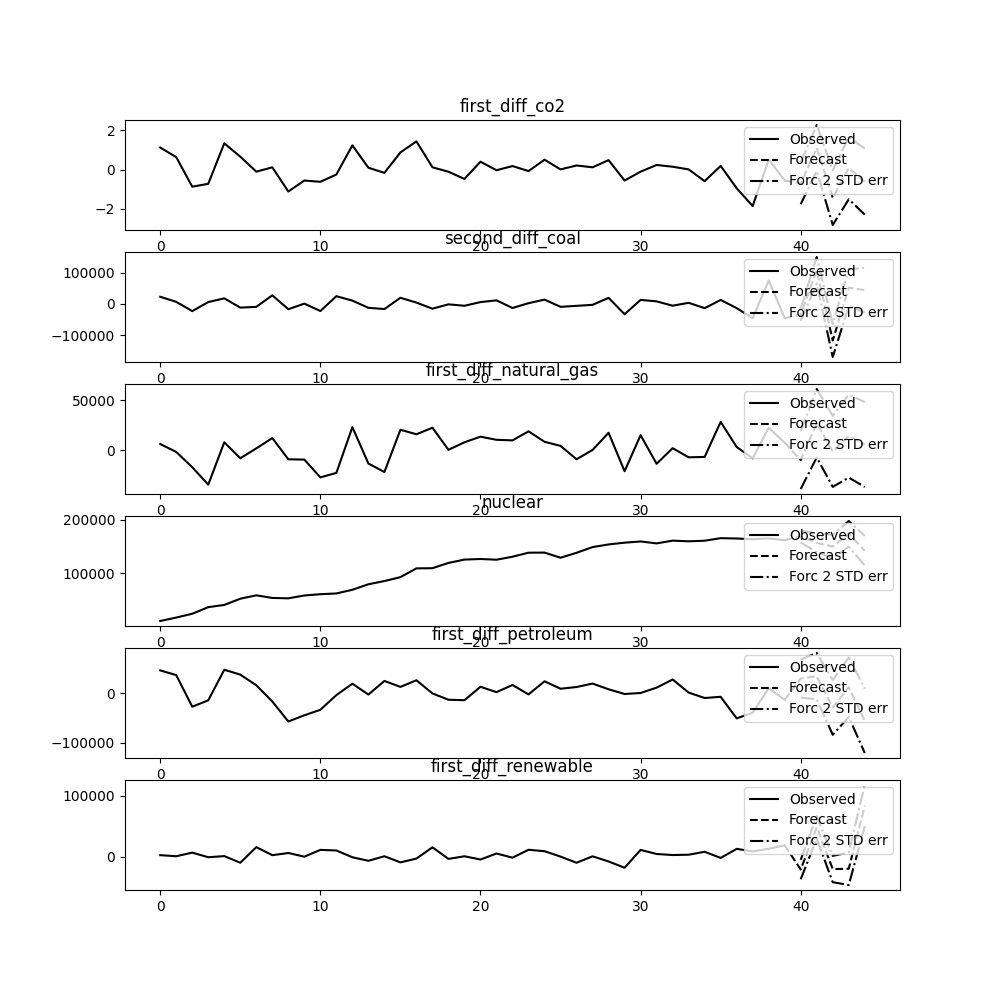 first_diff_co2
2
0
−2
Observed
Forecast
Forc 2 STD err
0 10 20 30 40
second_diff_coal
100000
0
−100000
Observed
Forecast
Forc 2 STD err
0 10 20 30 40
first_diff_natural_gas
50000
0
Observed
Forecast
Forc 2 STD err
0 10 20 30 40
nuclear
200000
100000
Observed
Forecast
Forc 2 STD err
0 10 20 30 40
first_diff_petroleum
0
−100000
Observed
Forecast
Forc 2 STD err
0 10 20 30 40
first_diff_renewable
100000
0
Observed
Forecast
Forc 2 STD err
0 10 20 30 40